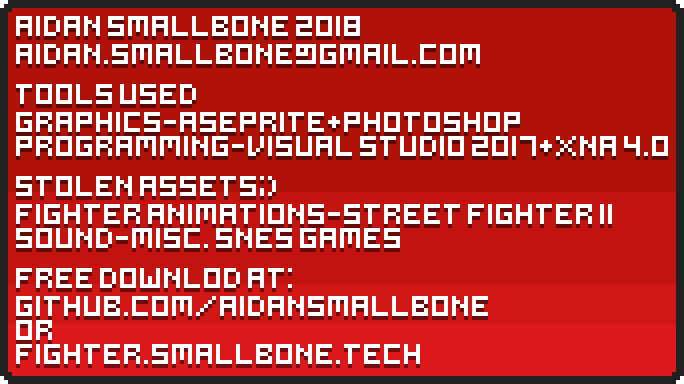 AIDAN SMALLBONE 2018
AIDAN.SMALLBONE@GMAIL.COM
TOOLS USED
GRAPHICS-ASEPRITE+PHOTOSHOP
PROGRAMMING-VISUAL STUDIO 2017+XNA 4.0
STOLEN ASSETS;)
FIGHTER ANIMATIONS-STREET FIGHTER II
SOUND-MISC. SNES GAMES
FREE DOWNLOD AT:
GITHUB.COM/AIDANSMALLBONE
OR
FIGHTER.SMALLBONE.TECH